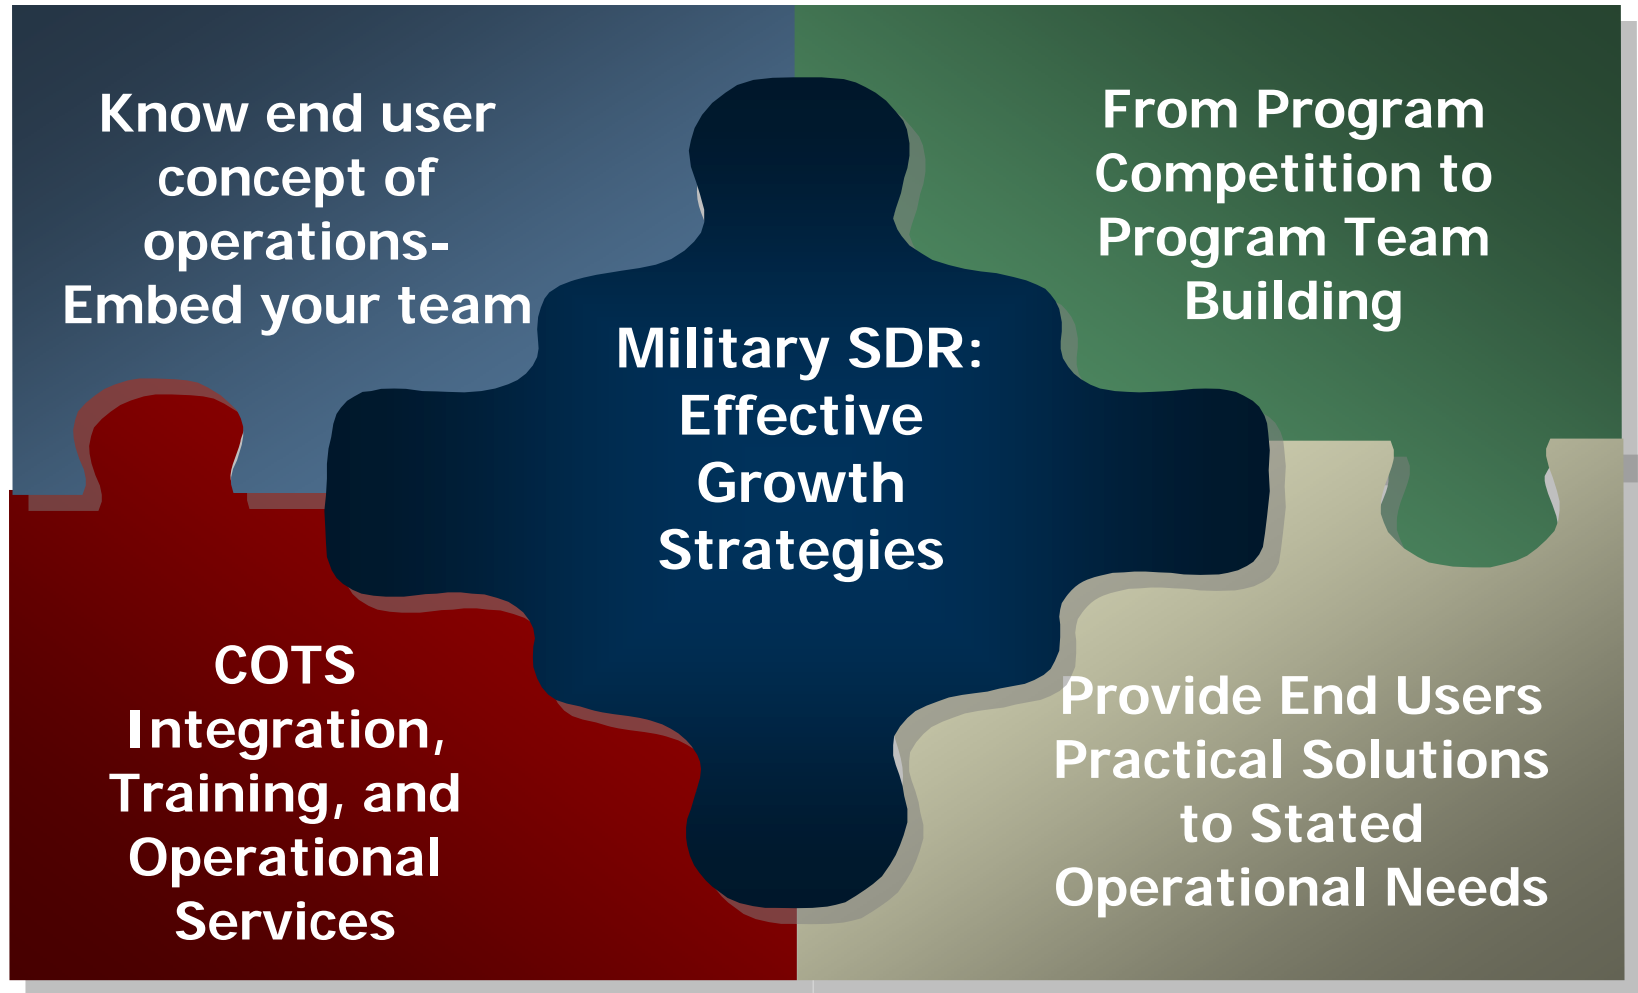 Know end user
concept of
operations-
Embed your team
From Program
Competition to
Program Team
Building
Military SDR:
Effective
Growth
Strategies
COTS
Integration,
Training, and
Operational
Services
Provide End Users
Practical Solutions
to Stated
Operational Needs